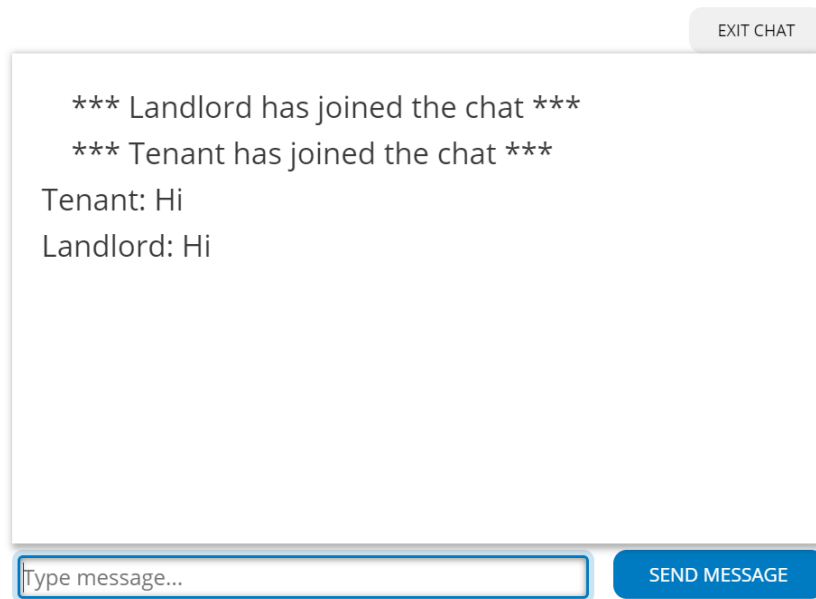 EXIT CHAT
*** Landlord has joined the chat ***
*** Tenant has joined the chat ***
Tenant: Hi
Landlord: Hi
Type message...
SEND MESSAGE